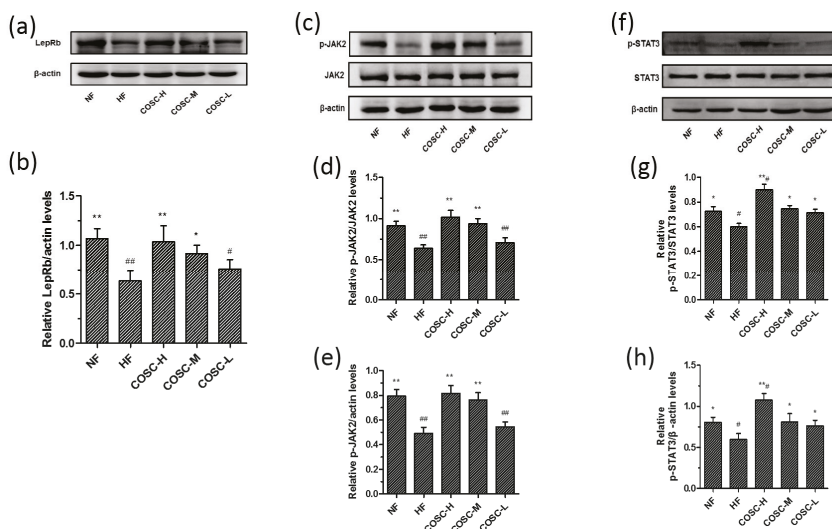 (a)
LepRb
β-actin
NF HF COSC-H COSC-M COSC-L
(b)
Relative LepRb/actin levels
1.5
1.0
0.5
0.0
** ## ** * #
NF HF COSC-H COSC-M COSC-L
(c)
p-JAK2
JAK2
β-actin
NF HF COSC-H COSC-M COSC-L
(d)
Relative p-JAK2/JAK2 levels
1.5
1.0
0.5
0.0
** ## ** ** ##
NF HF COSC-H COSC-M COSC-L
(e)
Relative p-JAK2/actin levels
1.0
0.8
0.6
0.4
0.2
0.0
** ## ** ** ##
NF HF COSC-H COSC-M COSC-L
(f)
p-STAT3
STAT3
β-actin
NF HF COSC-H COSC-M COSC-L
(g)
Relative
p-STAT3/STAT3 levels
1.0
0.8
0.6
0.4
0.2
0.0
* # **# * *
NF HF COSC-H COSC-M COSC-L
(h)
Relative
p-STAT3/β -actin levels
1.5
1.0
0.5
0.0
* # **# * *
NF HF COSC-H COSC-M COSC-L